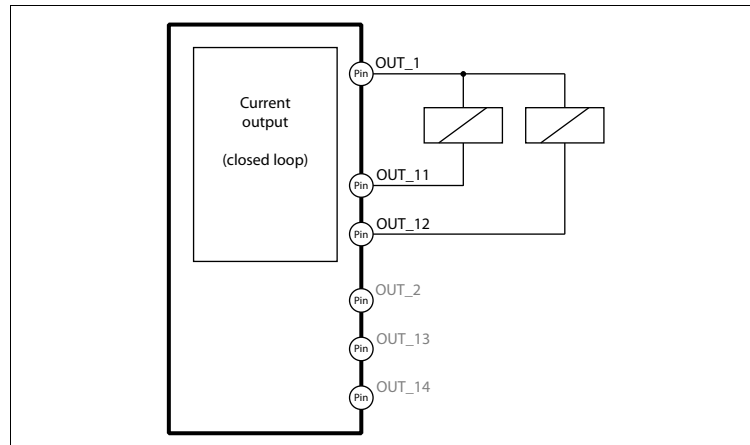 Pin
OUT_1
Current
output
(closed loop)
Pin
OUT_11
Pin
OUT_12
Pin
OUT_2
Pin
OUT_13
Pin
OUT_14